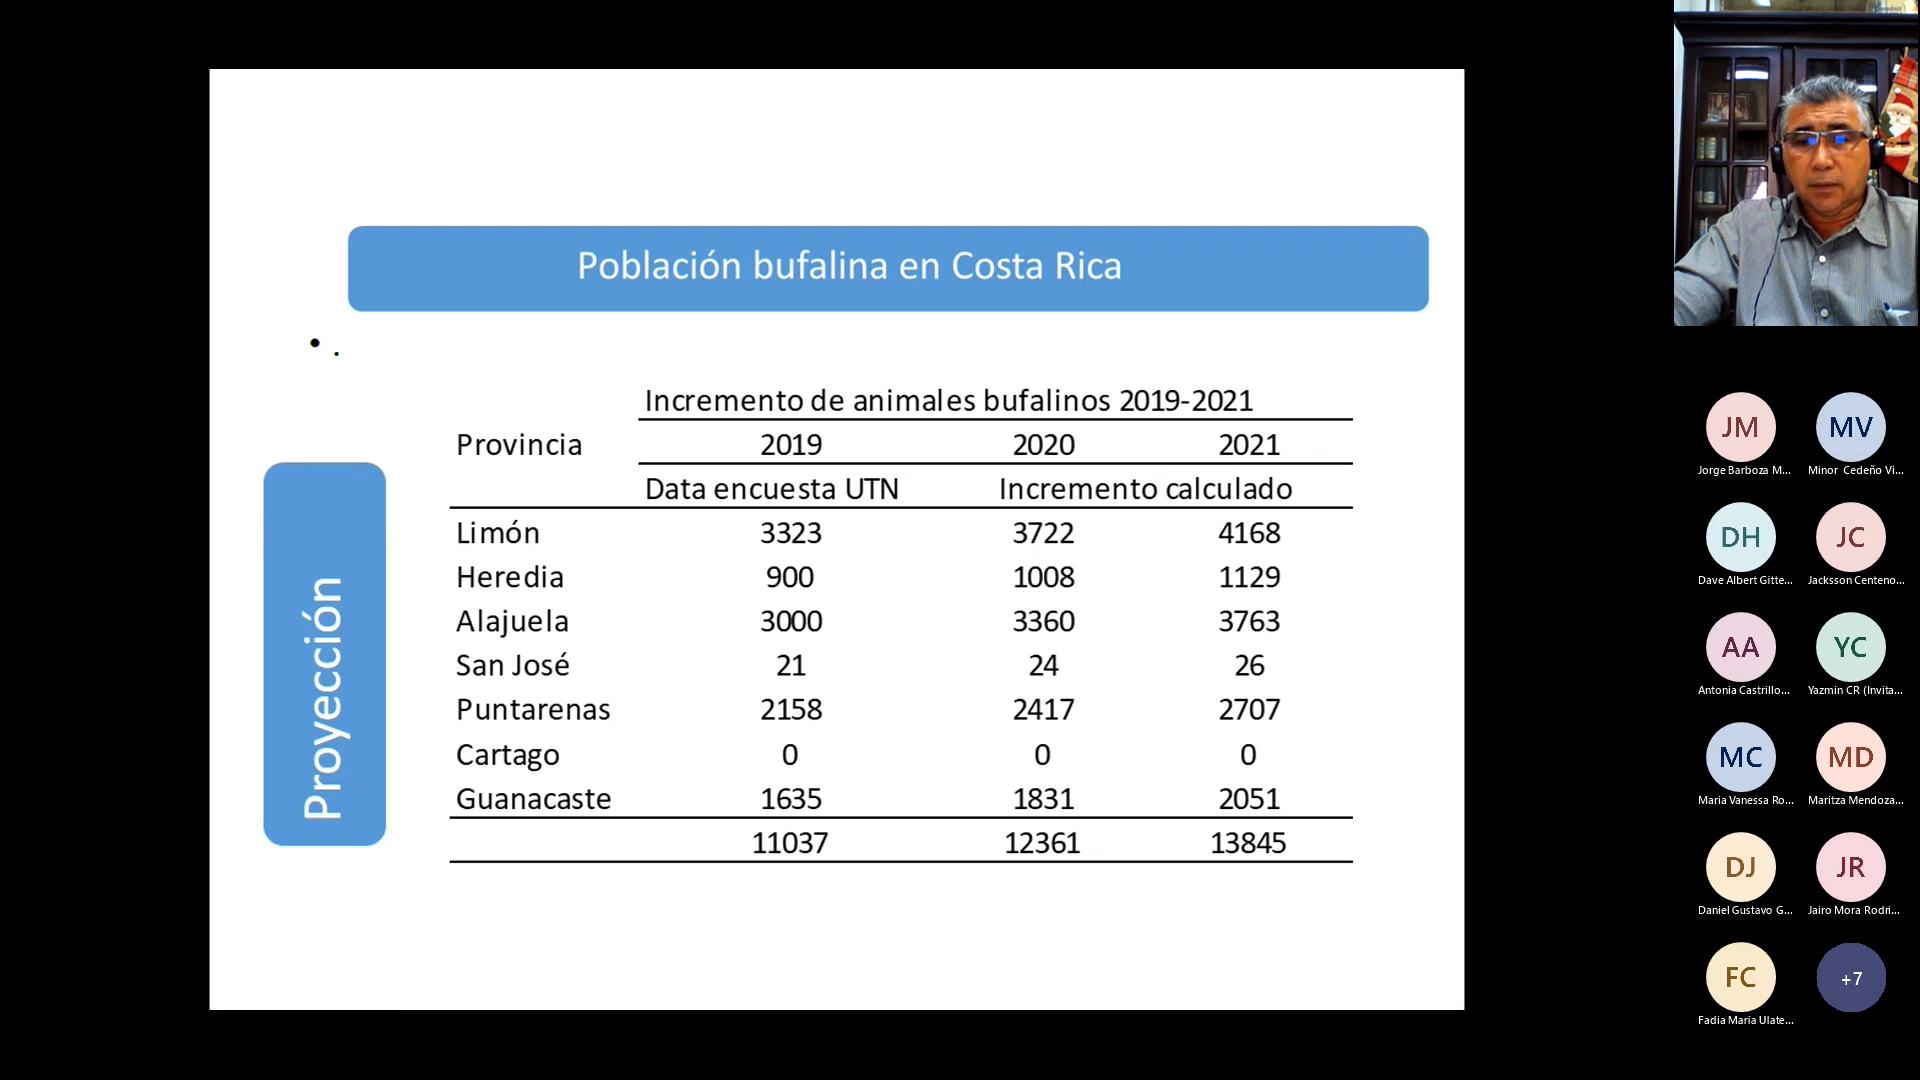 Población bufalina en Costa Rica
• .
Proyección
Incremento de animales bufalinos 2019-2021
Provincia 2019 2020 2021
Data encuesta UTN Incremento calculado
Limón 3323 3722 4168
Heredia 900 1008 1129
Alajuela 3000 3360 3763
San José 21 24 26
Puntarenas 2158 2417 2707
Cartago 0 0 0
Guanacaste 1635 1831 2051
11037 12361 13845
JM MV
Jorge Barboza M... Minor Cedeño Vi...
DH JC
Dave Albert Gitte... Jacksson Centeno...
AA YC
Antonia Castrillo... Yazmin CR (Invita...
MC MD
Maria Vanessa Ro... Maritza Mendoza...
DJ JR
Daniel Gustavo G... Jairo Mora Rodri...
FC +7
Fadia Maria Ulate...